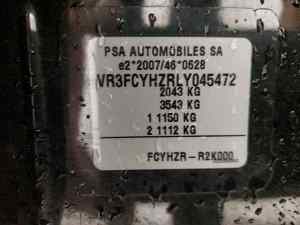 PSA AUTOMOBILES SA
e2*2007/46*0628
VR3FCYHZRLY045472
2043 KG
3543 KG
1 1150 KG
2 1112 KG
FCYHZR-R2K000